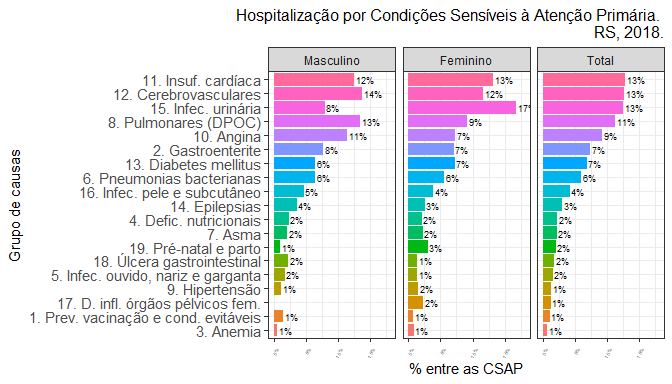 Hospitalização por Condições Sensíveis à Atenção Primária.
RS, 2018.
Masculino Feminino Total
Grupo de causas
11. Insuf. cardíaca 12% 13% 13%
12. Cerebrovasculares 14% 12% 13%
15. Infec. urinária 8% 17% 13%
8. Pulmonares (DPOC) 13% 9% 11%
10. Angina 11% 7% 9%
2. Gastroenterite 8% 7% 7%
13. Diabetes mellitus 6% 7% 7%
6. Pneumonias bacterianas 6% 6% 6%
16. Infec. pele e subcutâneo 5% 4% 4%
14. Epilepsias 4% 3% 3%
4. Defic. nutricionais 2% 2% 2%
7. Asma 2% 2% 2%
19. Pré-natal e parto 1% 3% 2%
18. Úlcera gastrointestinal 2% 1% 2%
5. Infec. ouvido, nariz e garganta 2% 1% 2%
9. Hipertensão 1% 2% 1%
17. D. infl. órgãos pélvicos fem. 2% 1%
1. Prev. vacinação e cond. evitáveis 1% 1% 1%
3. Anemia 1% 1% 1%
% entre as CSAP